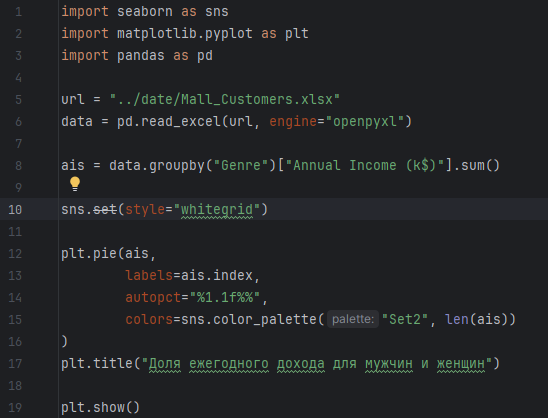 1 import seaborn as sns
2 import matplotlib.pyplot as plt
3 import pandas as pd
4
5 url = "../date/Mall_Customers.xlsx"
6 data = pd.read_excel(url, engine="openpyxl")
7
8 ais = data.groupby("Genre")["Annual Income (k$)"].sum()
9
10 sns.set(style="whitegrid")
11
12 plt.pie(ais,
13         labels=ais.index,
14         autopct="%1.1f%%",
15         colors=sns.color_palette( palette: "Set2", len(ais))
16 )
17 plt.title("Доля ежегодного дохода для мужчин и женщин")
18
19 plt.show()